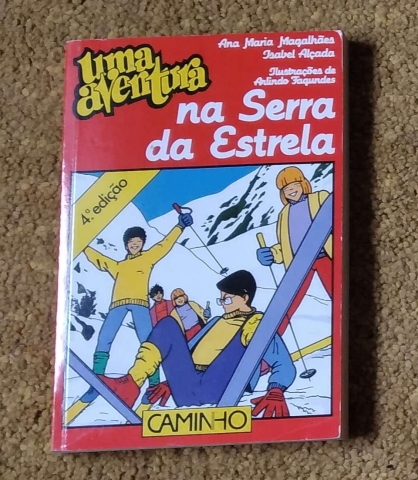 Ana Maria Magalhães
Isabel Alçada
Ilustrações de
Arlindo Fagundes
uma
aventura
na Serra
da Estrela
4.ª edição
CAMINHO